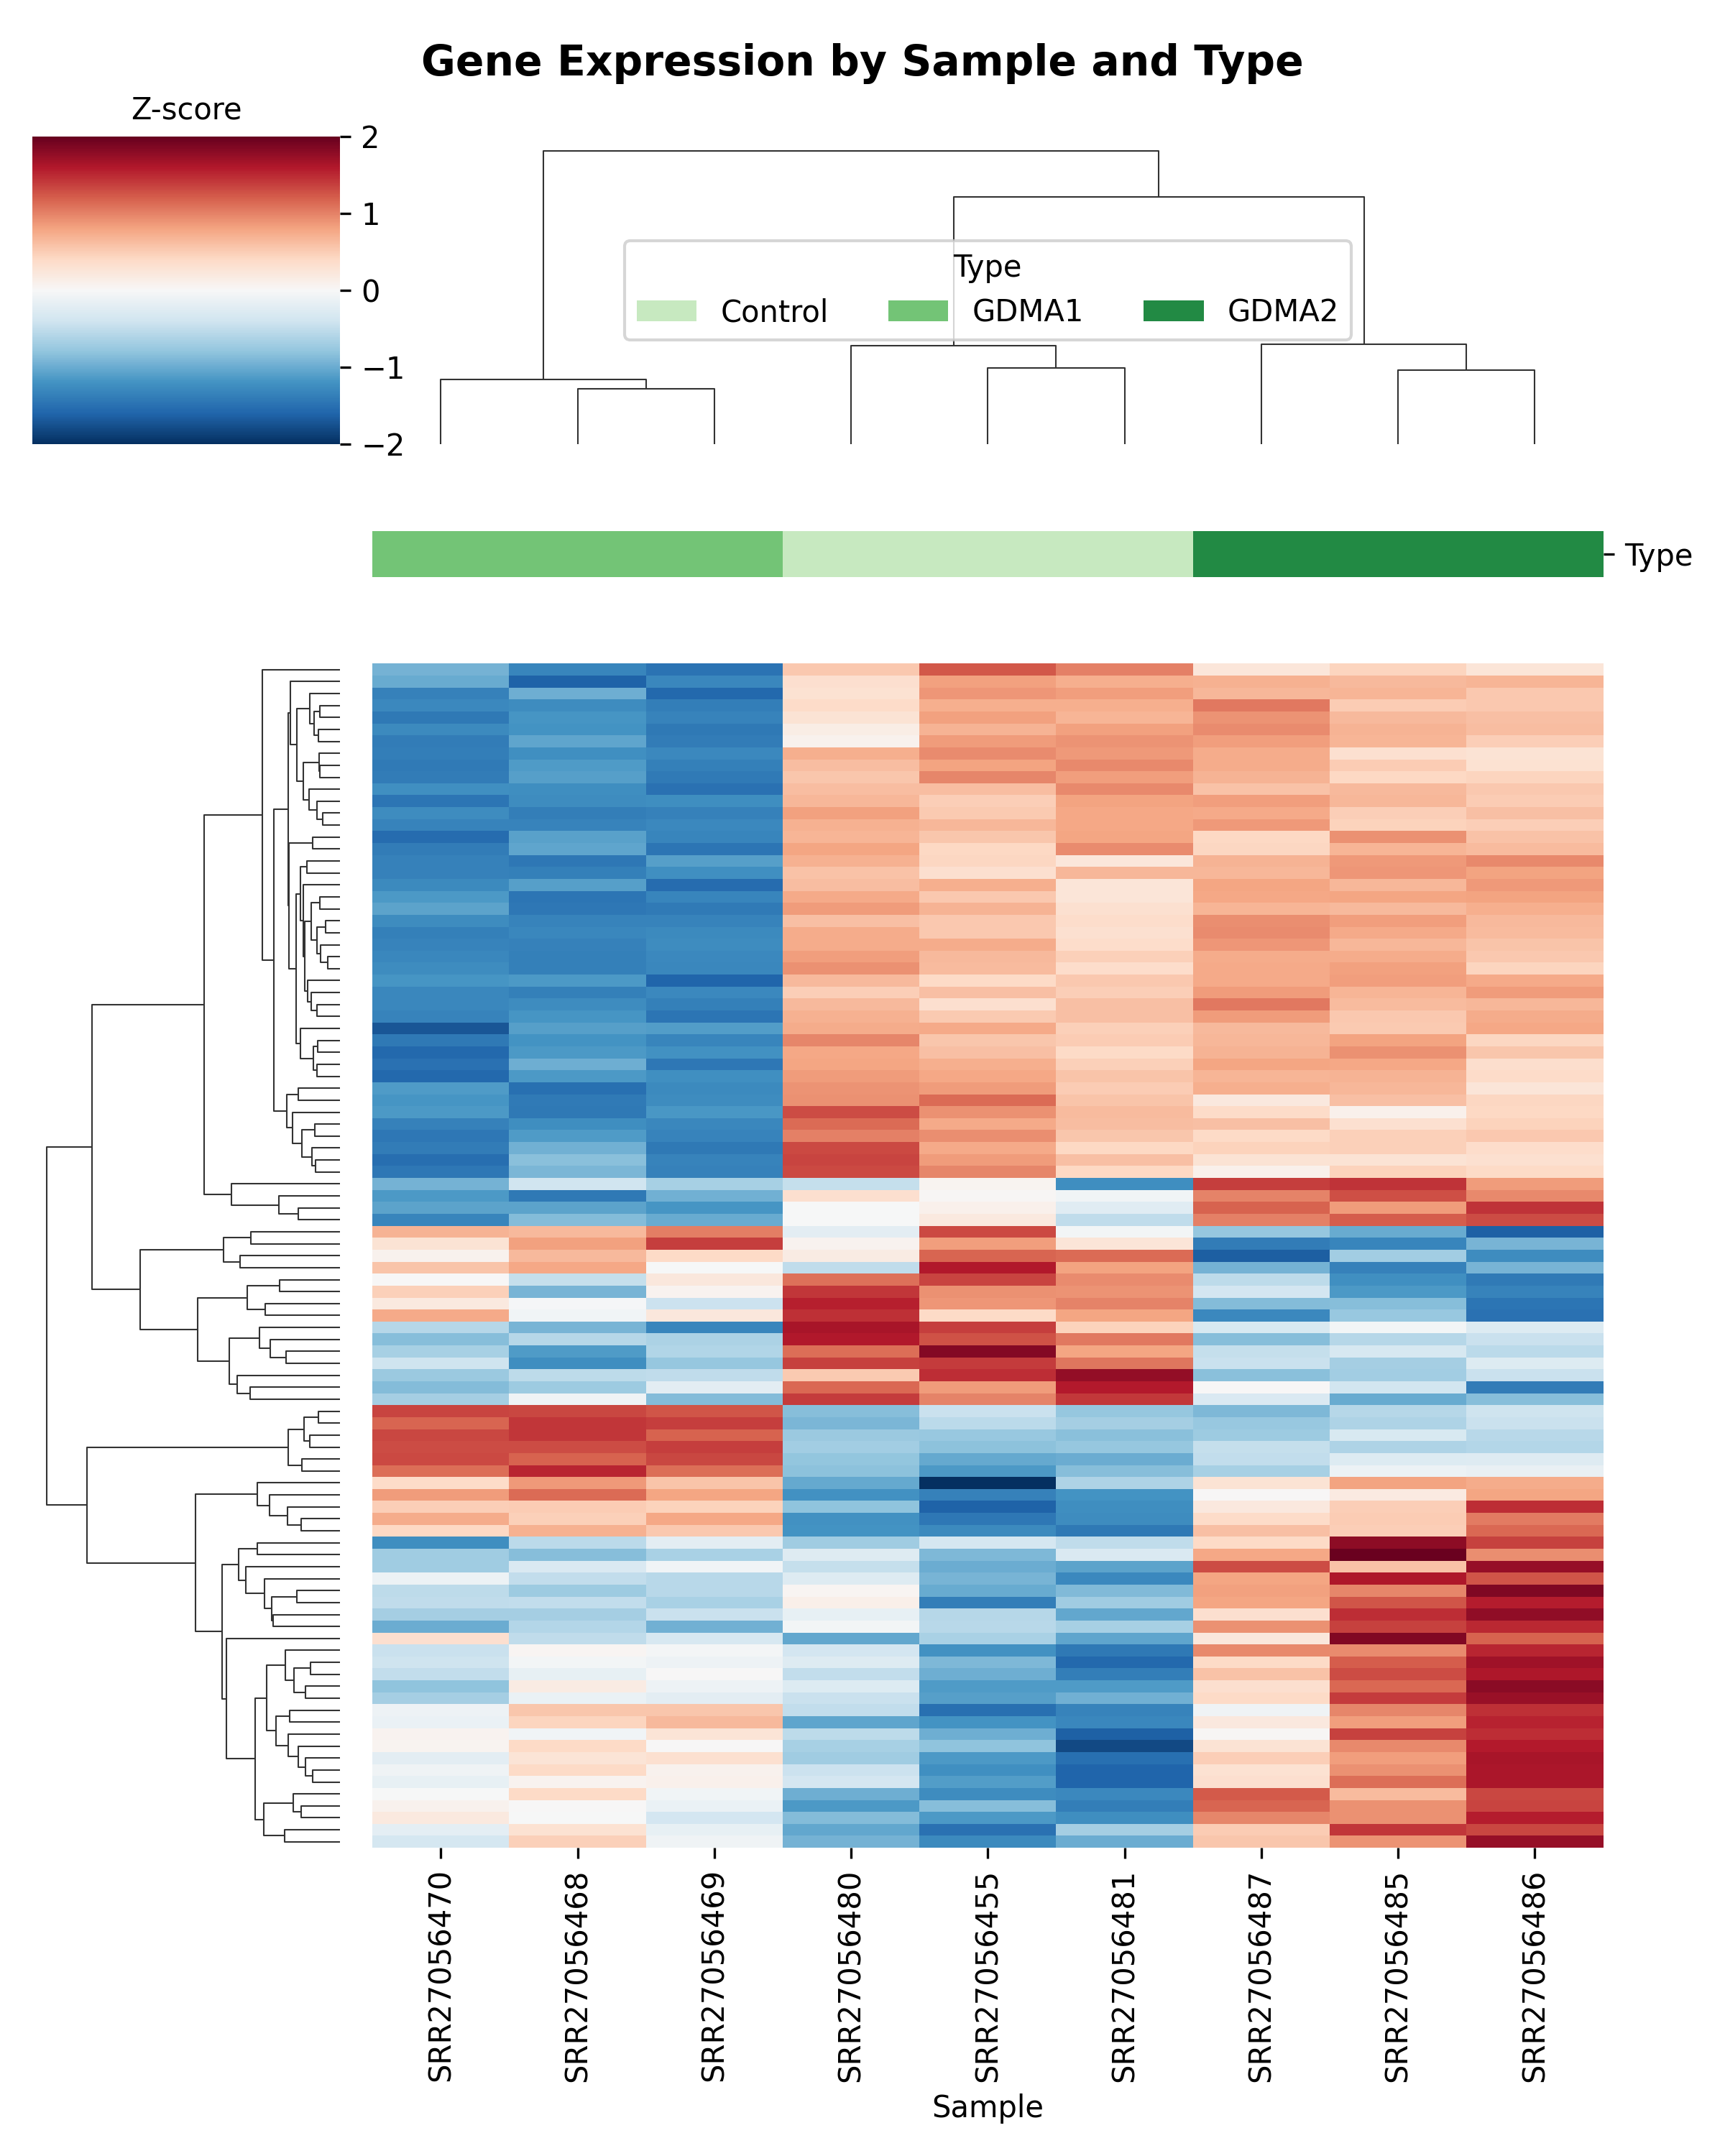 Gene Expression by Sample and Type
Z-score
2
1
0
−1
−2
Type
Control GDMA1 GDMA2
Type
SRR27056470
SRR27056468
SRR27056469
SRR27056480
SRR27056455
SRR27056481
SRR27056487
SRR27056485
SRR27056486
Sample